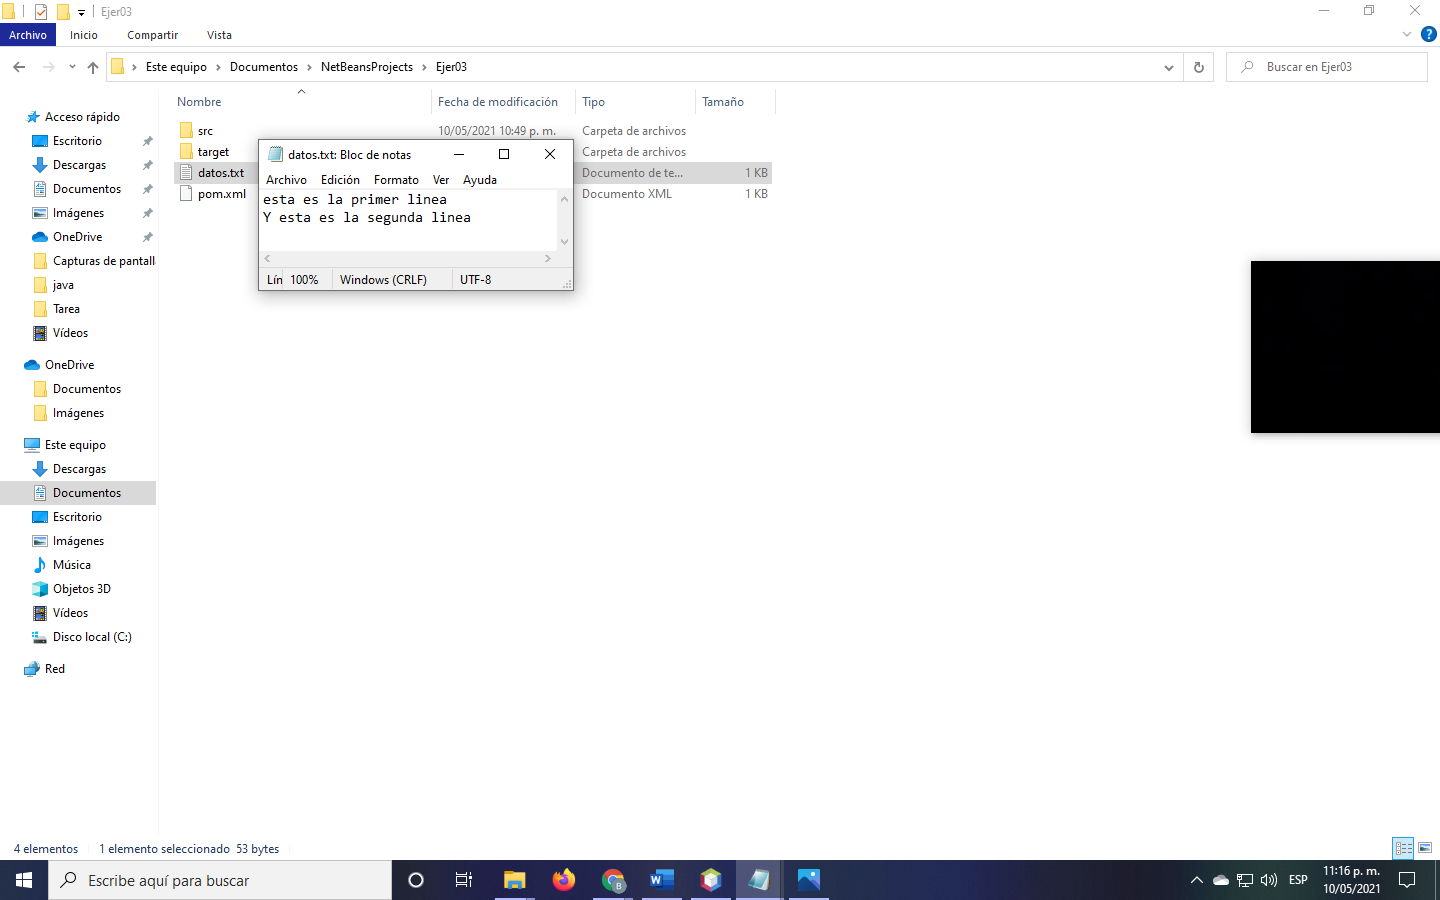 Ejer03
Archivo
Inicio
Compartir
Vista
Este equipo
Documentos
NetBeansProjects
Ejer03
Buscar en Ejer03
Nombre
Fecha de modificación
Tipo
Tamaño
src
10/05/2021 10:49 p. m.
Carpeta de archivos
target
Carpeta de archivos
datos.txt
Documento de te...
1 KB
pom.xml
Documento XML
1 KB
datos.txt: Bloc de notas
Archivo
Edición
Formato
Ver
Ayuda
esta es la primer linea
Y esta es la segunda linea
Lín
100%
Windows (CRLF)
UTF-8
Acceso rápido
Escritorio
Descargas
Documentos
Imágenes
OneDrive
Capturas de pantall
java
Tarea
Vídeos
OneDrive
Documentos
Imágenes
Este equipo
Descargas
Documentos
Escritorio
Imágenes
Música
Objetos 3D
Vídeos
Disco local (C:)
Red
4 elementos
1 elemento seleccionado 53 bytes
Escribe aquí para buscar
B
ESP
11:16 p. m.
10/05/2021